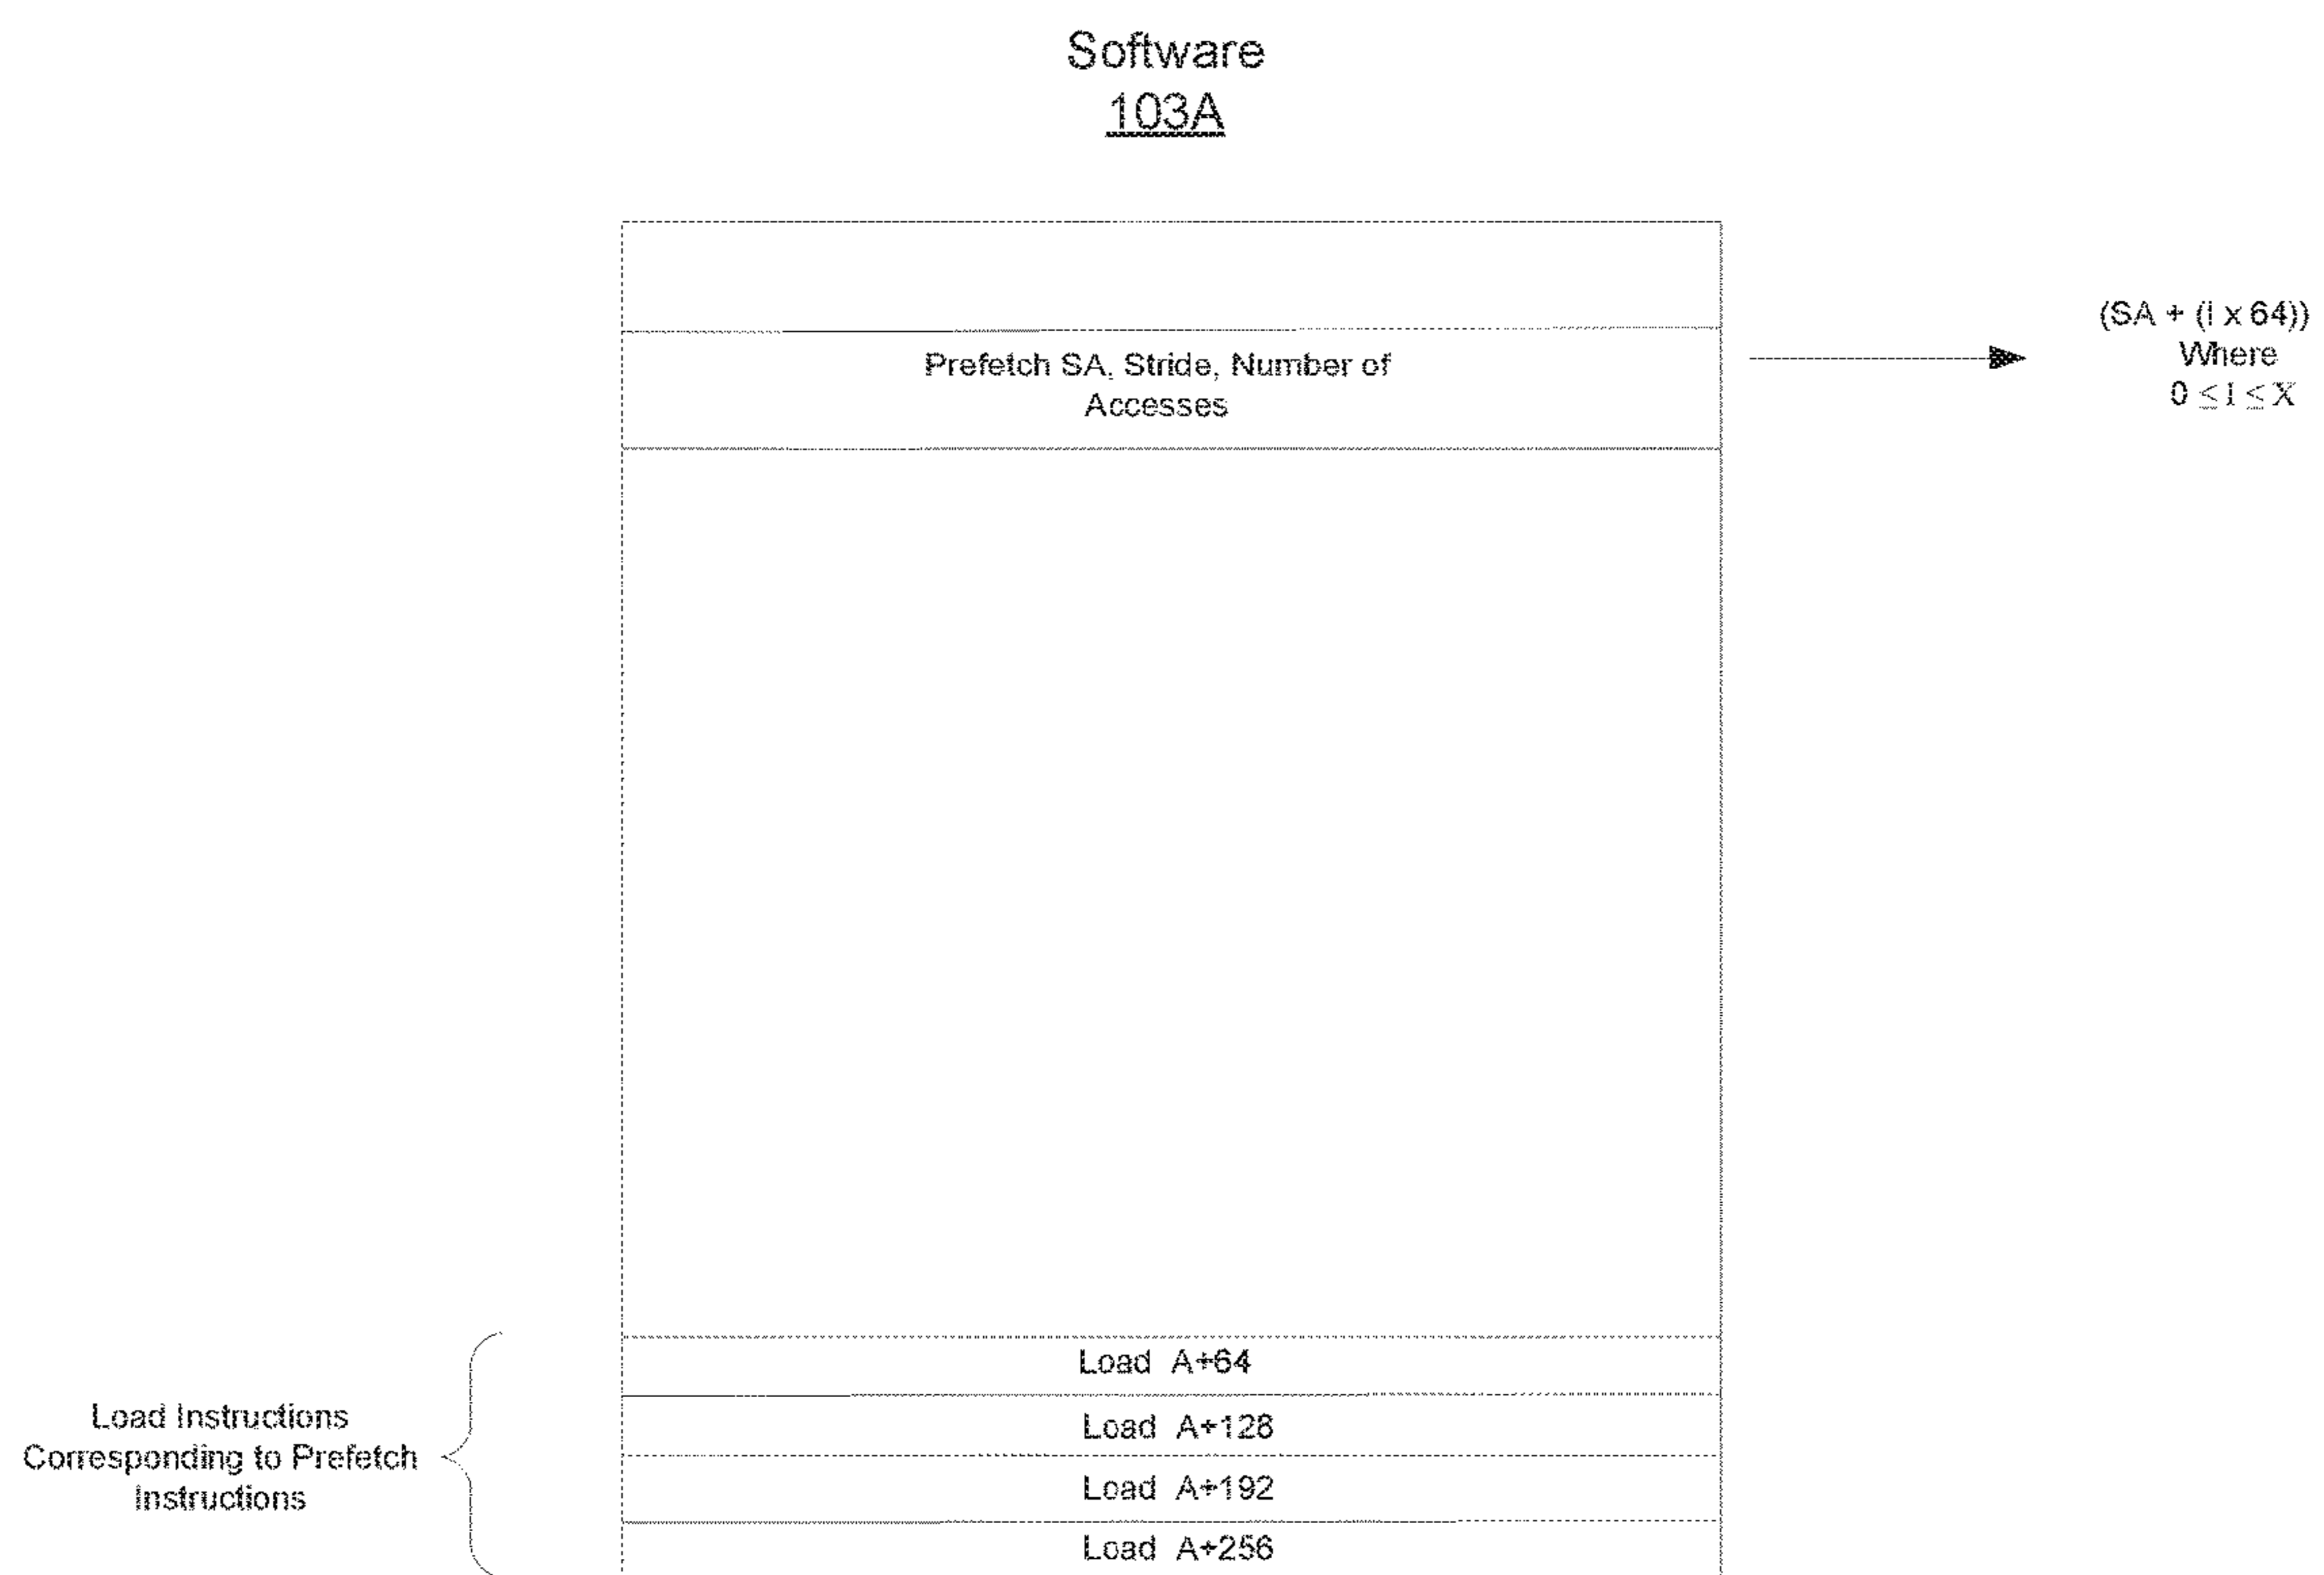 Software
103A
(SA + (i x 64))
Where
0 ≤ i ≤ X
Prefetch SA, Stride, Number of
Accesses
Load A+64
Load A+128
Load A+192
Load A+256
Load Instructions
Corresponding to Prefetch
Instructions